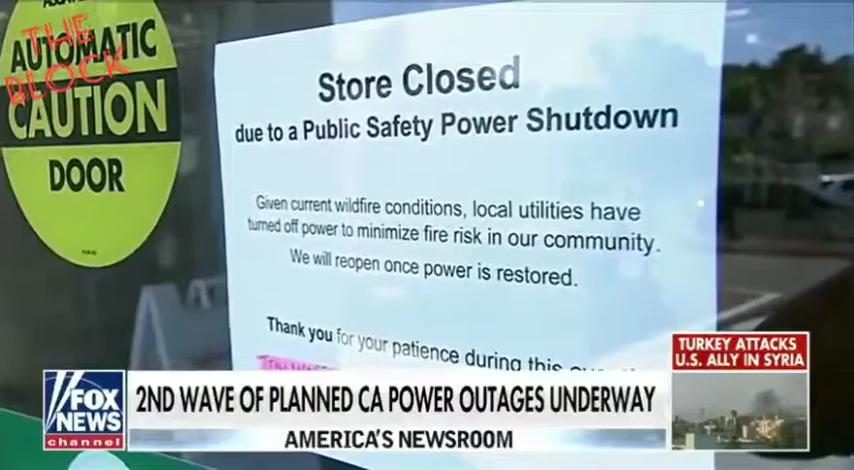 THE
BLOCK
AUTOMATIC
CAUTION
DOOR
Store Closed
due to a Public Safety Power Shutdown
Given current wildfire conditions, local utilities have
turned off power to minimize fire risk in our community.
We will reopen once power is restored.
Thank you for your patience during this
TURKEY ATTACKS
U.S. ALLY IN SYRIA
FOX
NEWS
channel
2ND WAVE OF PLANNED CA POWER OUTAGES UNDERWAY
AMERICA'S NEWSROOM